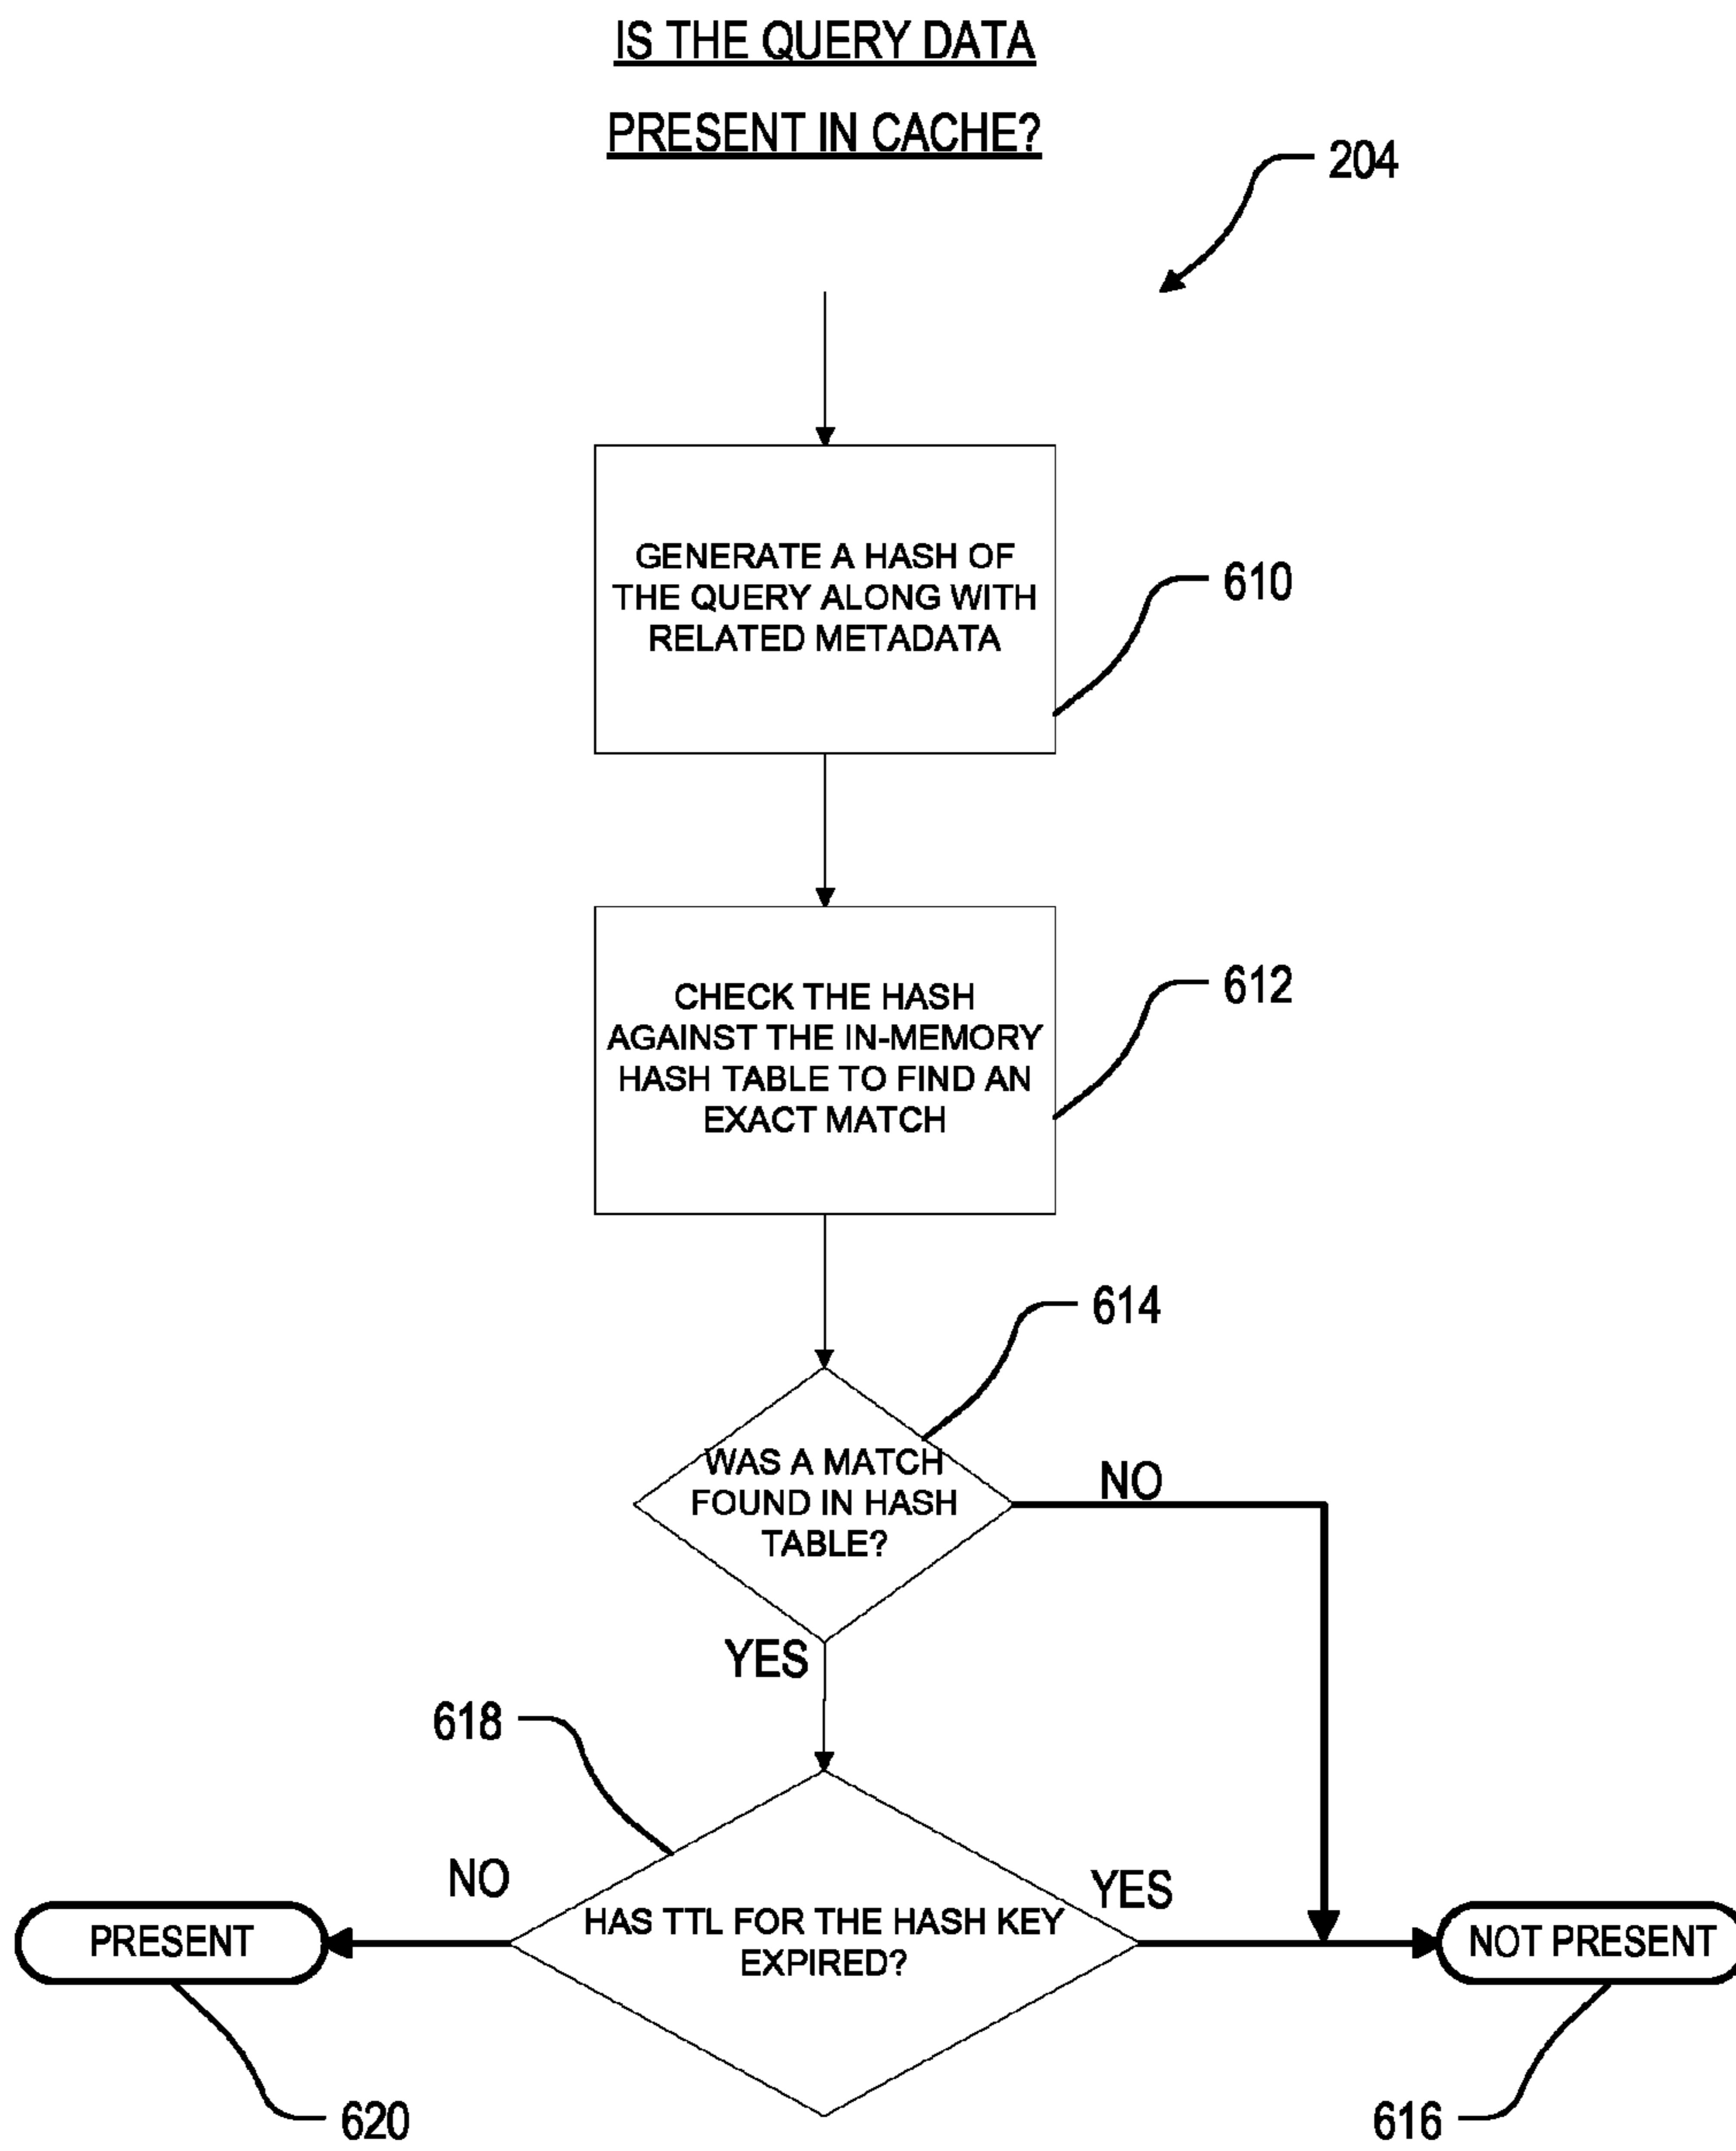 IS THE QUERY DATA
PRESENT IN CACHE?
204
GENERATE A HASH OF
THE QUERY ALONG WITH
RELATED METADATA
610
CHECK THE HASH
AGAINST THE IN-MEMORY
HASH TABLE TO FIND AN
EXACT MATCH
612
614
WAS A MATCH
FOUND IN HASH
TABLE?
NO
YES
618
NO
YES
HAS TTL FOR THE HASH KEY
EXPIRED?
PRESENT
NOT PRESENT
620
616